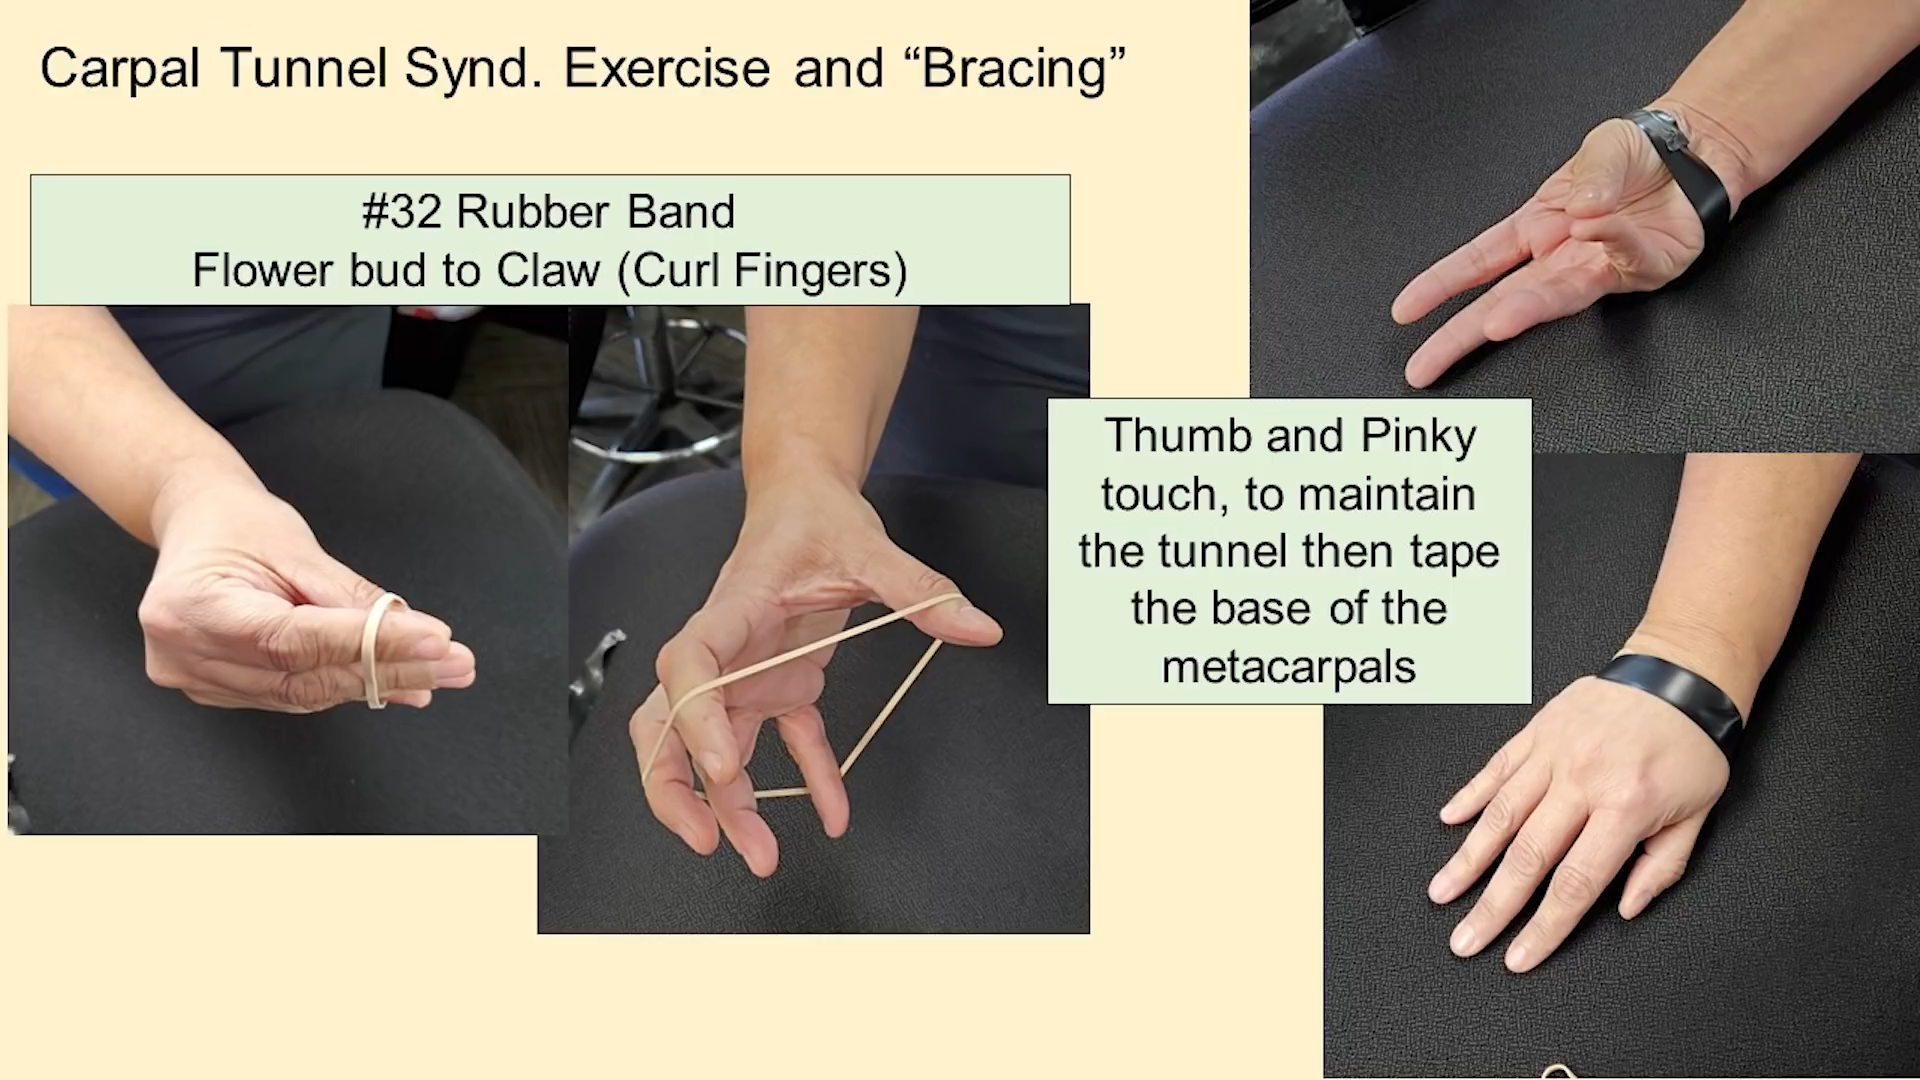 Carpal Tunnel Synd. Exercise and “Bracing”
#32 Rubber Band
Flower bud to Claw (Curl Fingers)
Thumb and Pinky
touch, to maintain
the tunnel then tape
the base of the
metacarpals